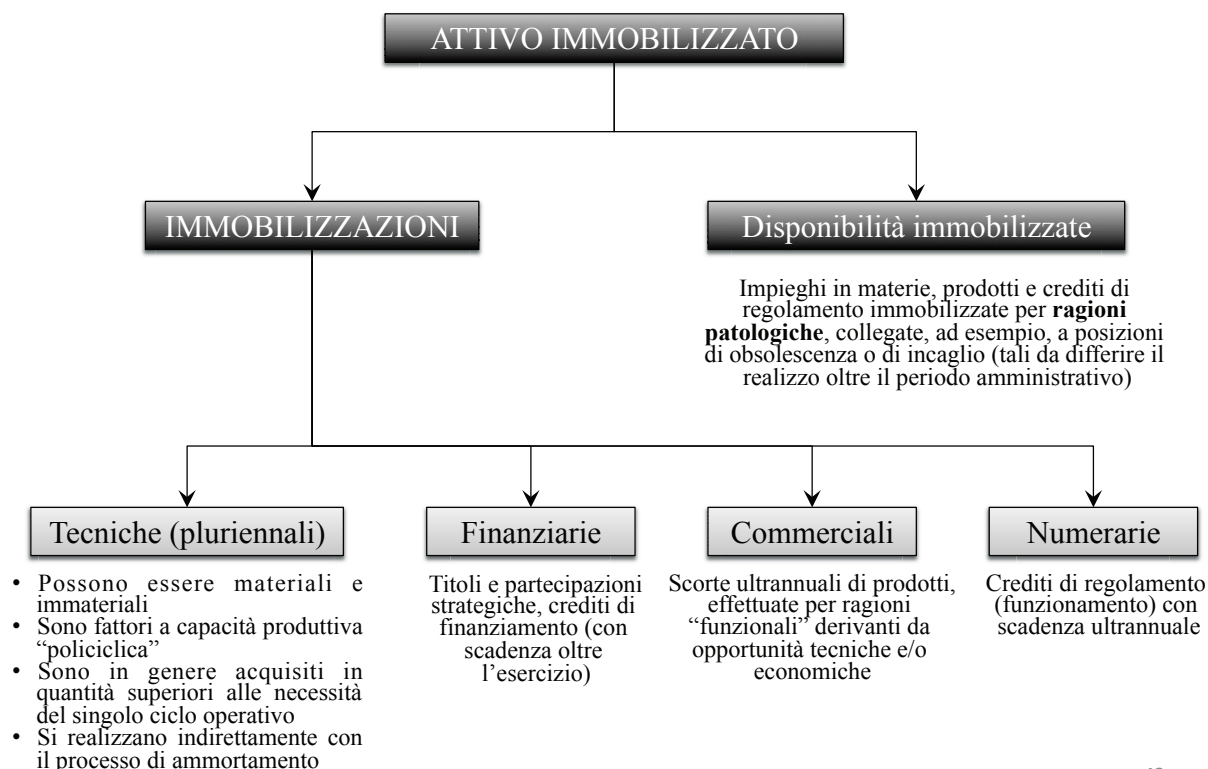 ATTIVO IMMOBILIZZATO
IMMOBILIZZAZIONI
Disponibilità immobilizzate
Impieghi in materie, prodotti e crediti di
regolamento immobilizzate per ragioni
patologiche, collegate, ad esempio, a posizioni
di obsolescenza o di incaglio (tali da differire il
realizzo oltre il periodo amministrativo)
Tecniche (pluriennali)
• Possono essere materiali e
immateriali
• Sono fattori a capacità produttiva
“policiclica”
• Sono in genere acquisiti in
quantità superiori alle necessità
del singolo ciclo operativo
• Si realizzano indirettamente con
il processo di ammortamento
Finanziarie
Titoli e partecipazioni
strategiche, crediti di
finanziamento (con
scadenza oltre
l’esercizio)
Commerciali
Scorte ultrannuali di prodotti,
effettuate per ragioni
“funzionali” derivanti da
opportunità tecniche e/o
economiche
Numerarie
Crediti di regolamento
(funzionamento) con
scadenza ultrannuale